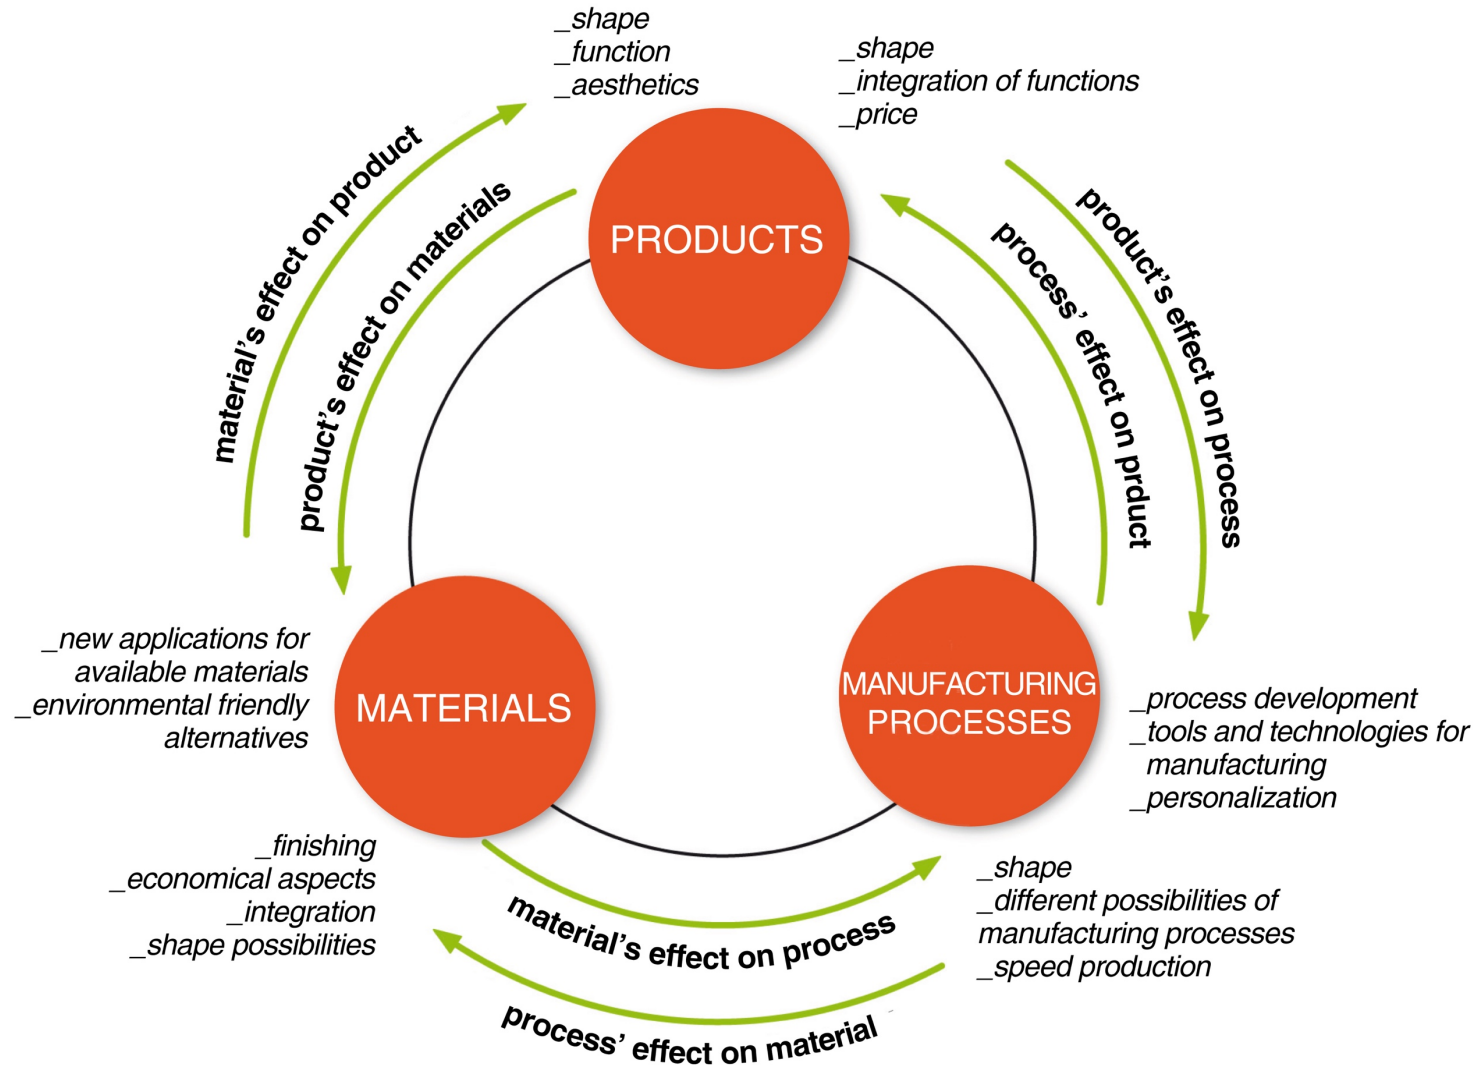 _shape
_function
_aesthetics
_shape
_integration of functions
_price
material's effect on product
product's effect on materials
PRODUCTS
process' effect on prduct
product's effect on process
_new applications for
available materials
_environmental friendly
alternatives
MATERIALS
MANUFACTURING
PROCESSES
_process development
_tools and technologies for
manufacturing
_personalization
_finishing
_economical aspects
_integration
_shape possibilities
material's effect on process
process' effect on material
_shape
_different possibilities of
manufacturing processes
_speed production